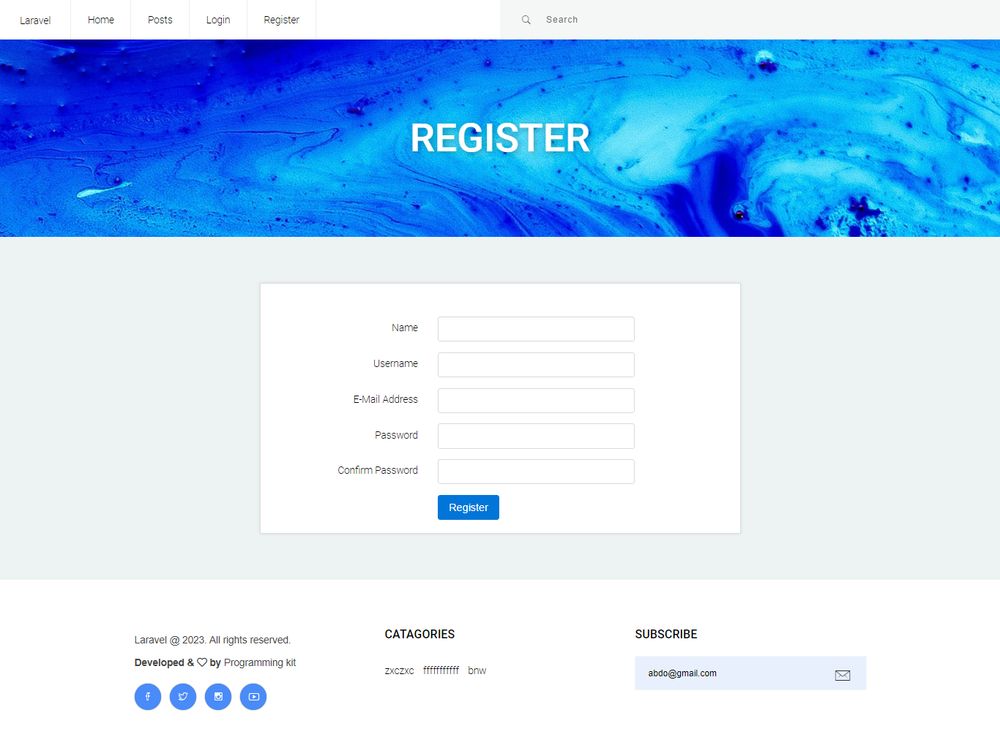 Laravel
Home
Posts
Login
Register
Search
REGISTER
Name
Username
E-Mail Address
Password
Confirm Password
Register
Laravel @ 2023. All rights reserved.
Developed & by Programming kit
CATAGORIES
zxczxc fffffffffff bnw
SUBSCRIBE
abdo@gmail.com